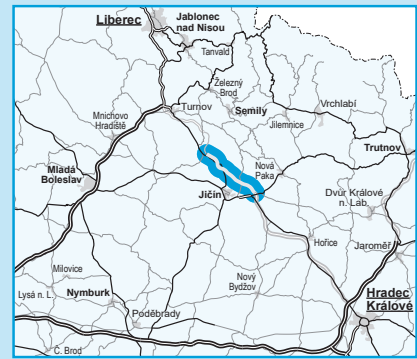 Liberec
Jablonec
nad Nisou
Tanvald
Železný
Brod
Turnov
Semily
Vrchlabí
Mnichovo
Hradiště
Jilemnice
Trutnov
Mladá
Boleslav
Nová
Paka
Jičín
Dvůr Králové
n. Lab.
Hořice
Jaroměř
Milovice
Nový
Bydžov
Lysá n. L.
Nymburk
Hradec
Králové
Poděbrady
Č. Brod